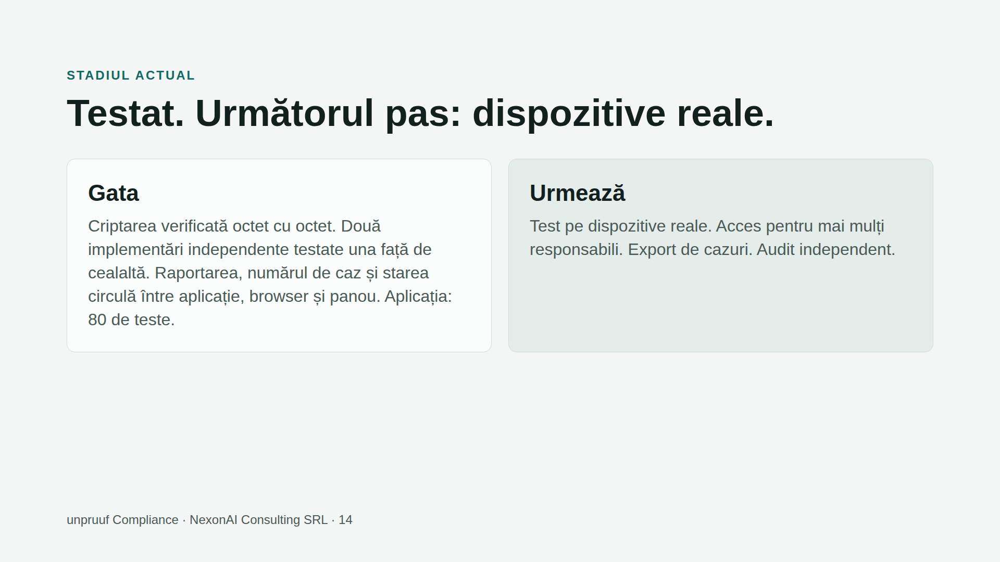 STADIUL ACTUAL
Testat. Următorul pas: dispozitive reale.
Gata
Criptarea verificată octet cu octet. Două
implementări independente testate una față de
cealaltă. Raportarea, numărul de caz și starea
circulă între aplicație, browser și panou. Aplicația:
80 de teste.
Urmează
Test pe dispozitive reale. Acces pentru mai mulți
responsabili. Export de cazuri. Audit independent.
unpruuf Compliance · NexonAI Consulting SRL · 14